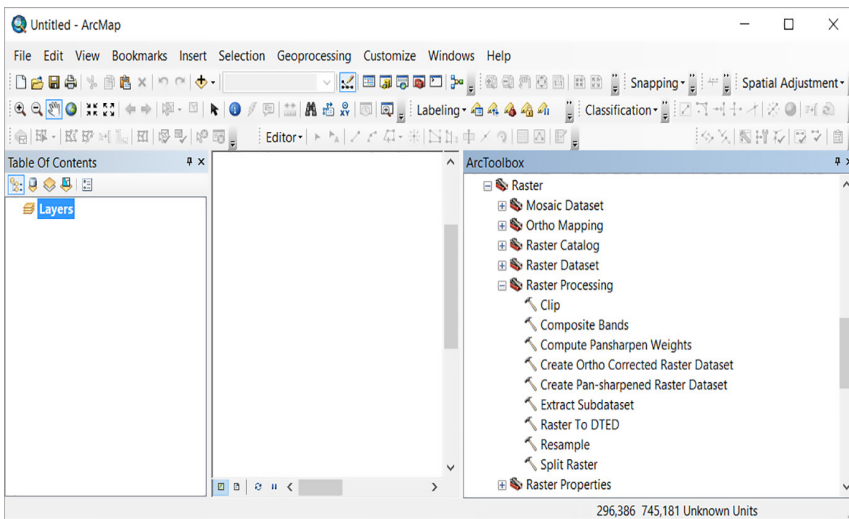 Untitled - ArcMap
File Edit View Bookmarks Insert Selection Geoprocessing Customize Windows Help
Snapping Spatial Adjustment
Labeling Classification
Editor
Table Of Contents
Layers
ArcToolbox
Raster
Mosaic Dataset
Ortho Mapping
Raster Catalog
Raster Dataset
Raster Processing
Clip
Composite Bands
Compute Pansharpen Weights
Create Ortho Corrected Raster Dataset
Create Pan-sharpened Raster Dataset
Extract Subdataset
Raster To DTED
Resample
Split Raster
Raster Properties
296,386 745,181 Unknown Units